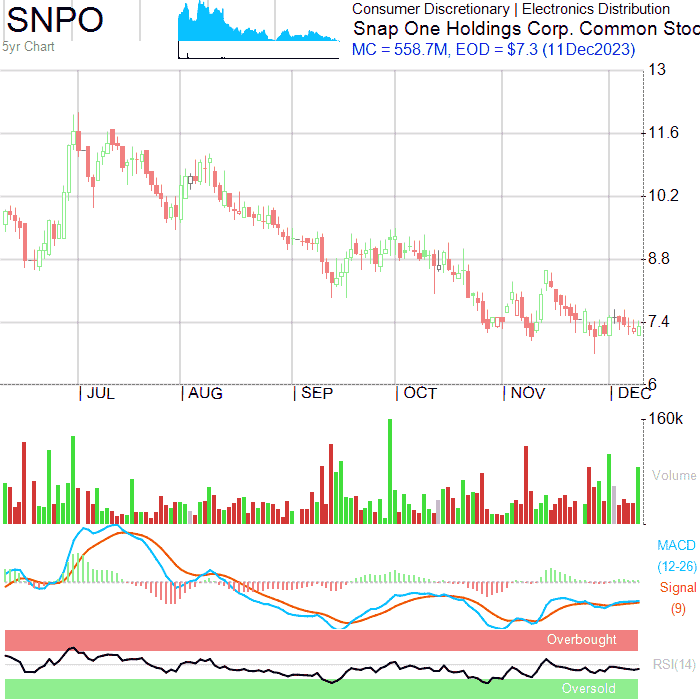 SNPO
5yr Chart
Consumer Discretionary | Electronics Distribution
Snap One Holdings Corp. Common Stoc
MC = 558.7M, EOD = $7.3 (11Dec2023)
13
11.6
10.2
8.8
7.4
6
| JUL | AUG | SEP | OCT | NOV | DEC
160k
Volume
MACD
(12-26)
Signal
(9)
Overbought
RSI(14)
Oversold